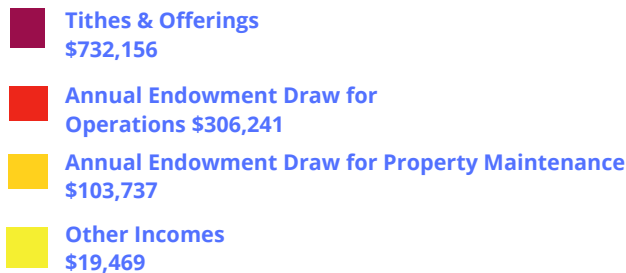 Tithes & Offerings
$732,156
Annual Endowment Draw for
Operations $306,241
Annual Endowment Draw for Property Maintenance
$103,737
Other Incomes
$19,469